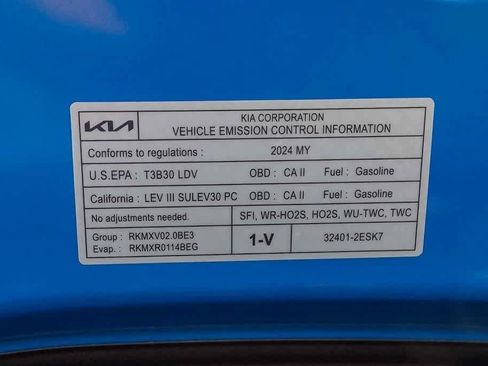 KIA
KIA CORPORATION
VEHICLE EMISSION CONTROL INFORMATION
Conforms to regulations : 2024 MY
U.S.EPA : T3B30 LDV OBD : CA II Fuel : Gasoline
California : LEV III SULEV30 PC OBD : CA II Fuel : Gasoline
No adjustments needed. SFI, WR-HO2S, HO2S, WU-TWC, TWC
Group : RKMXV02.0BE3 1-V 32401-2ESK7
Evap. : RKMXR0114BEG